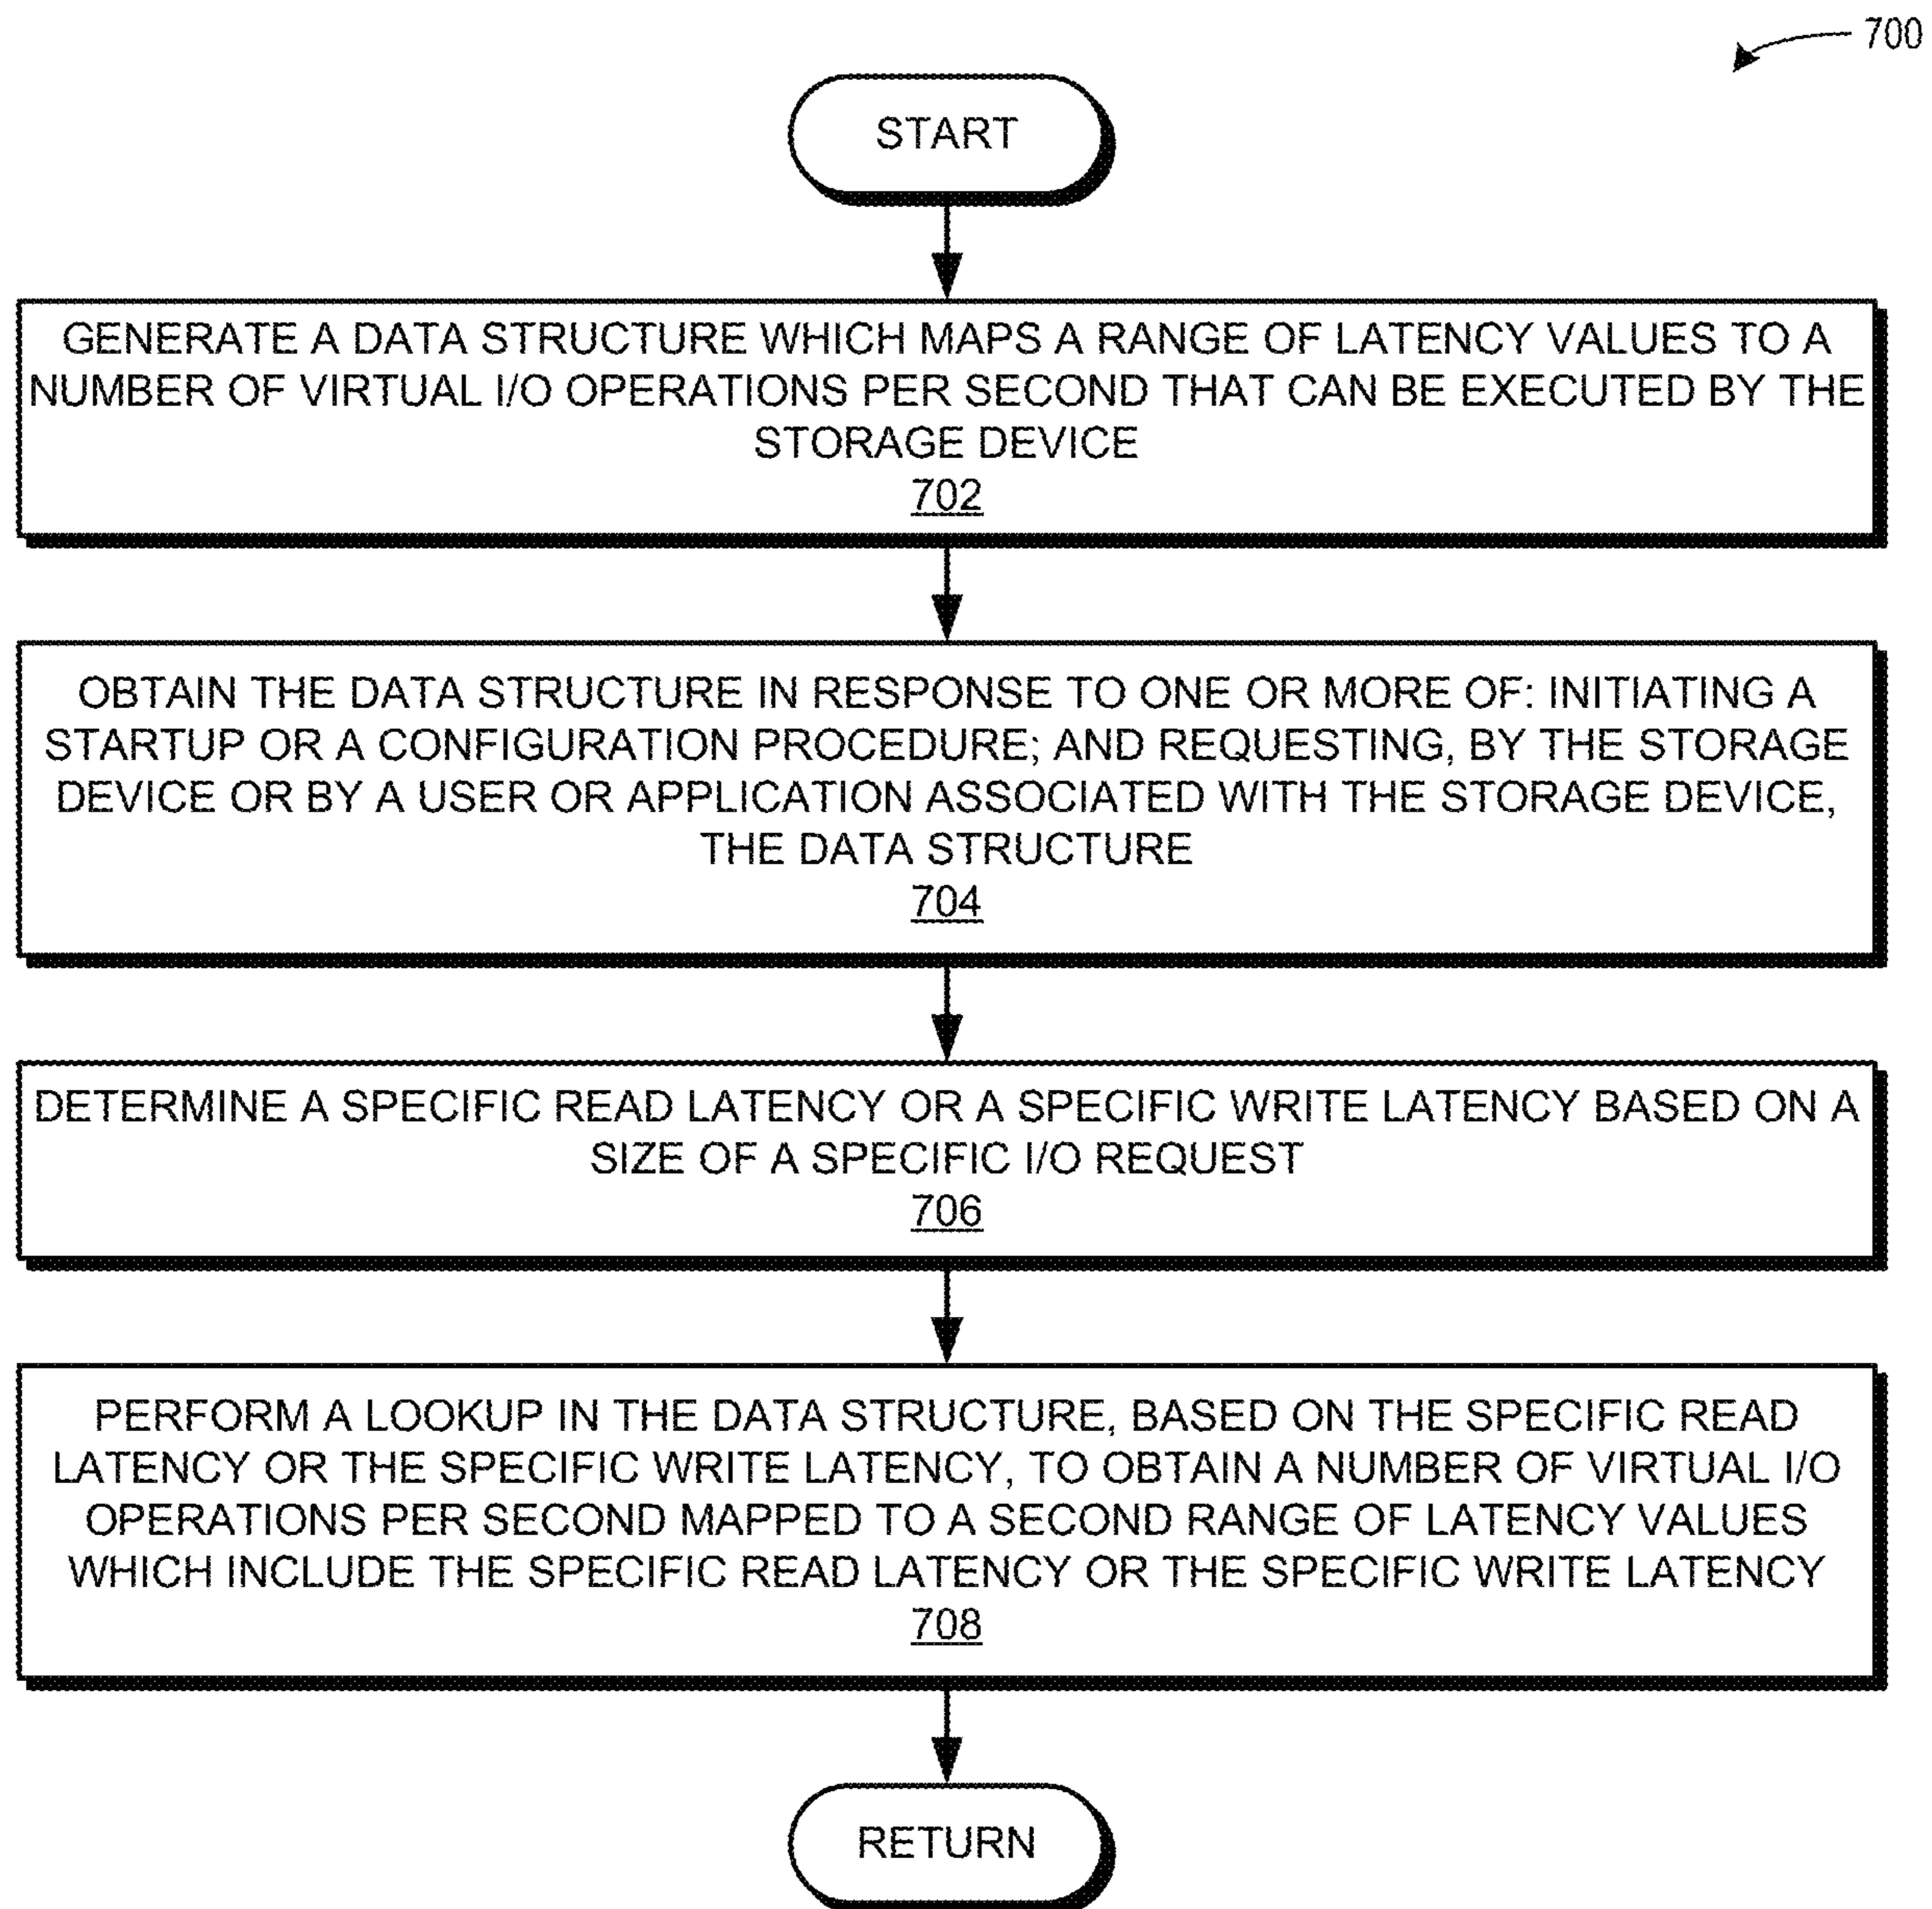 700
START
GENERATE A DATA STRUCTURE WHICH MAPS A RANGE OF LATENCY VALUES TO A
NUMBER OF VIRTUAL I/O OPERATIONS PER SECOND THAT CAN BE EXECUTED BY THE
STORAGE DEVICE
702
OBTAIN THE DATA STRUCTURE IN RESPONSE TO ONE OR MORE OF: INITIATING A
STARTUP OR A CONFIGURATION PROCEDURE; AND REQUESTING, BY THE STORAGE
DEVICE OR BY A USER OR APPLICATION ASSOCIATED WITH THE STORAGE DEVICE,
THE DATA STRUCTURE
704
DETERMINE A SPECIFIC READ LATENCY OR A SPECIFIC WRITE LATENCY BASED ON A
SIZE OF A SPECIFIC I/O REQUEST
706
PERFORM A LOOKUP IN THE DATA STRUCTURE, BASED ON THE SPECIFIC READ
LATENCY OR THE SPECIFIC WRITE LATENCY, TO OBTAIN A NUMBER OF VIRTUAL I/O
OPERATIONS PER SECOND MAPPED TO A SECOND RANGE OF LATENCY VALUES
WHICH INCLUDE THE SPECIFIC READ LATENCY OR THE SPECIFIC WRITE LATENCY
708
RETURN